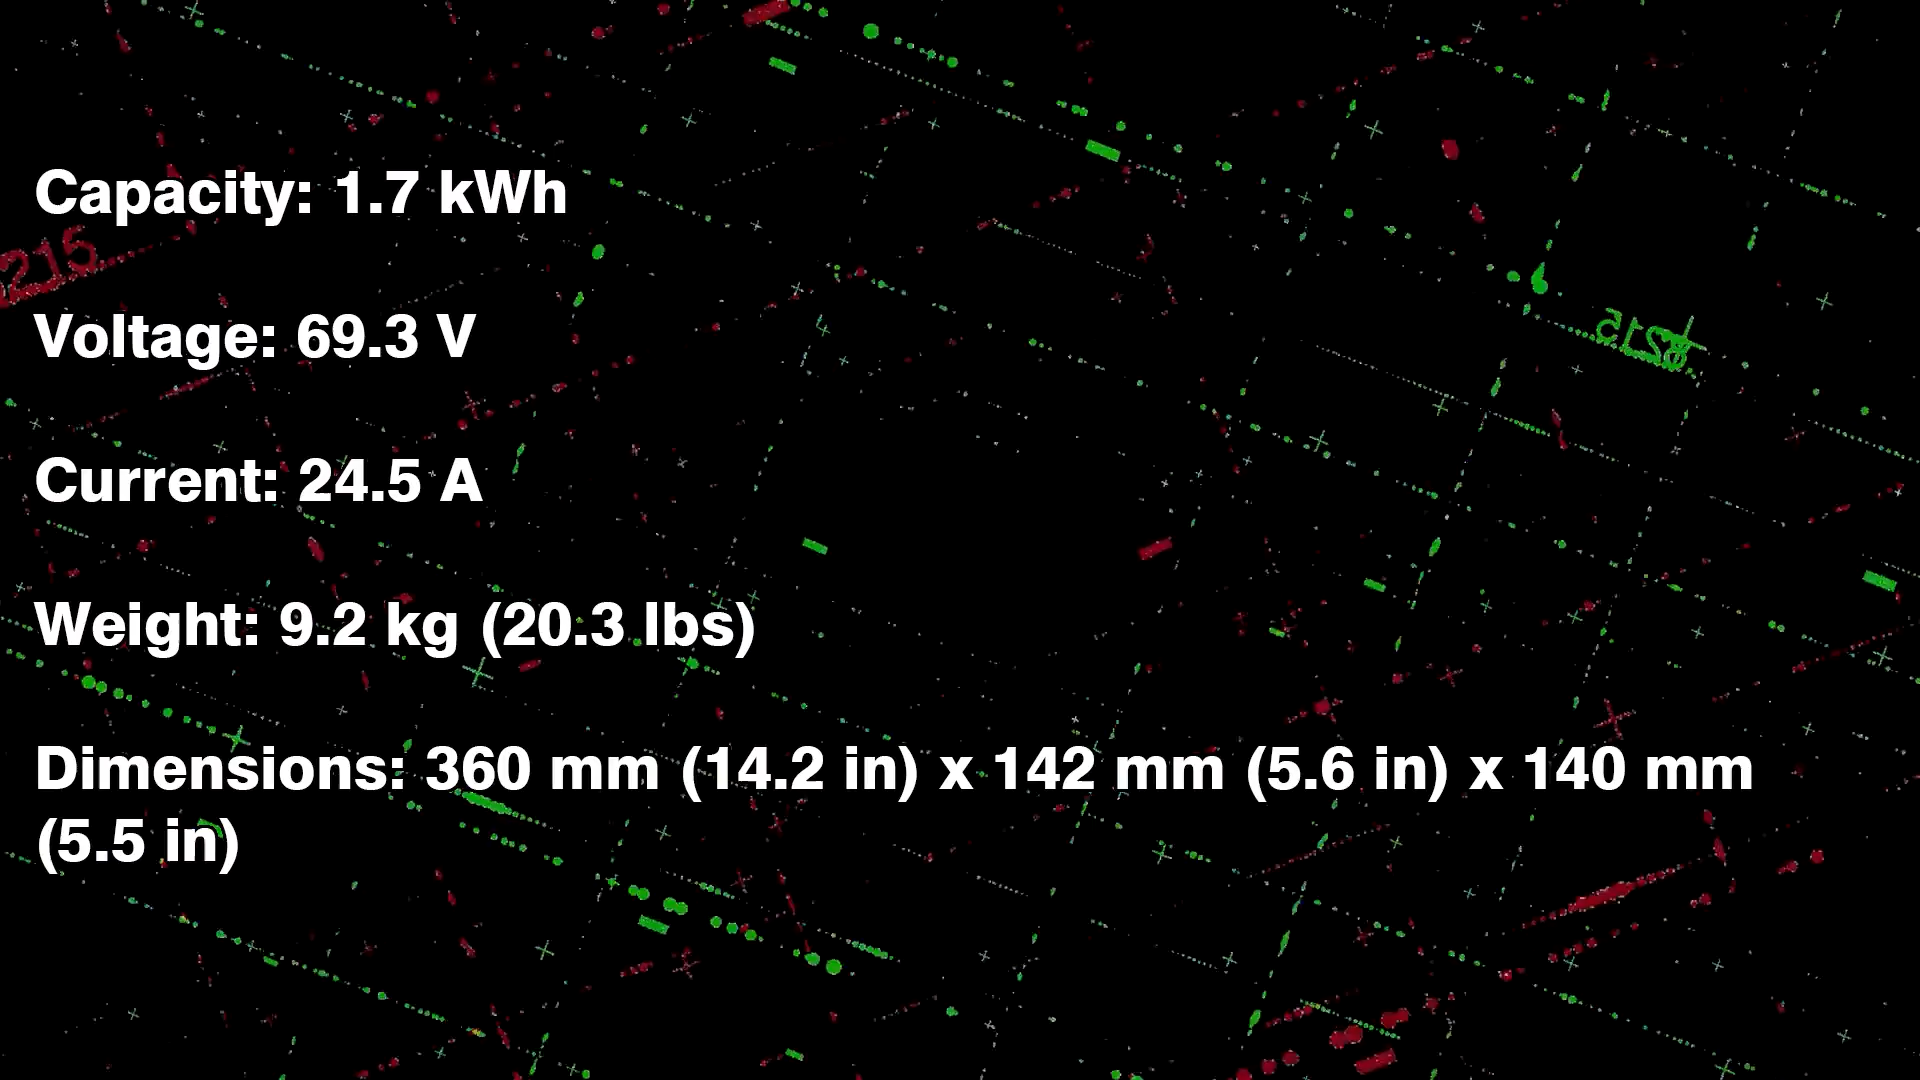 Capacity: 1.7 kWh
215
Voltage: 69.3 V
Current: 24.5 A
Weight: 9.2 kg (20.3 lbs)
Dimensions: 360 mm (14.2 in) x 142 mm (5.6 in) x 140 mm
(5.5 in)